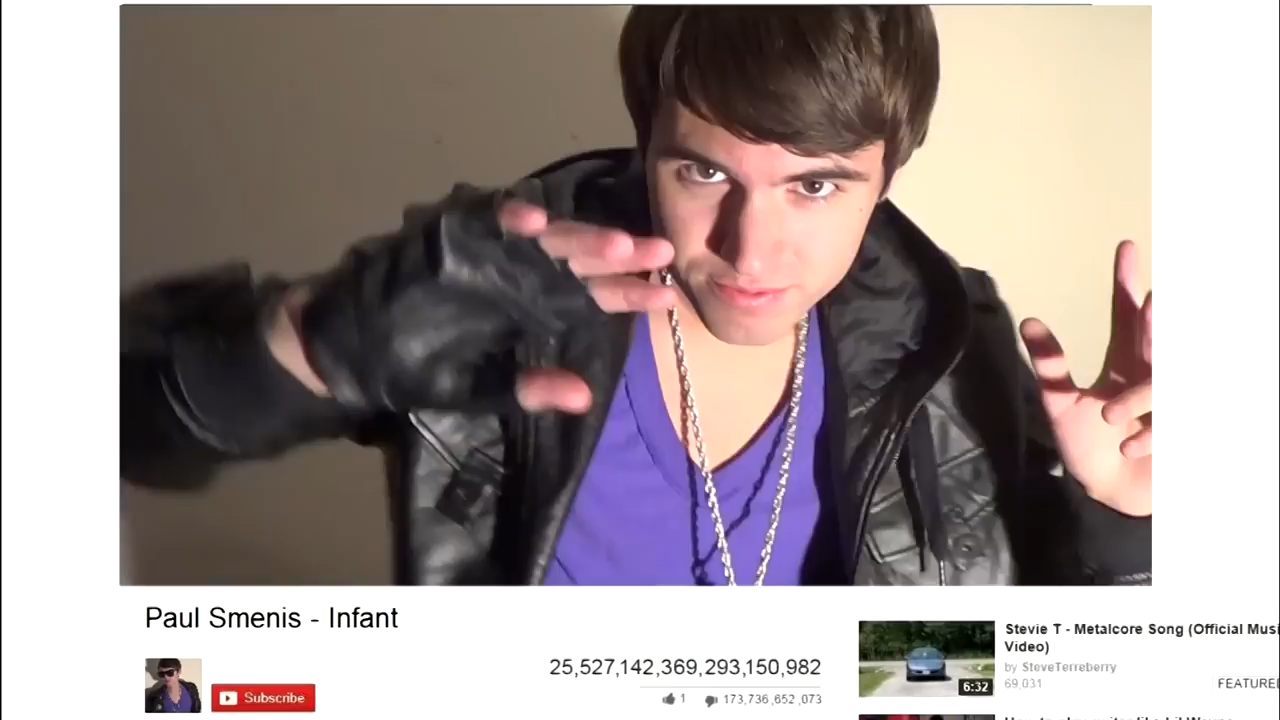 Paul Smenis - Infant
Subscribe
25,527,142,369,293,150,982
1
173,736,652,073
6:32
Stevie T - Metalcore Song (Official Musi
Video)
by SteveTerreberry
69,031
FEATURE